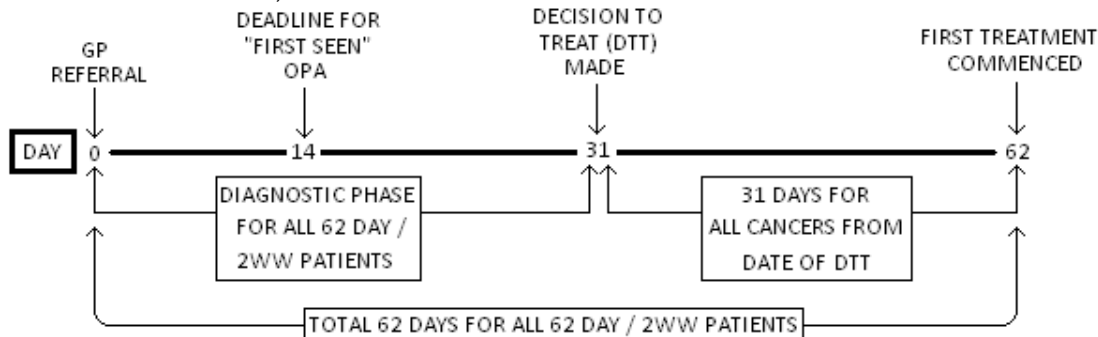 DEADLINE FOR
"FIRST SEEN"
OPA
DECISION TO
TREAT (DTT)
MADE
GP
REFERRAL
FIRST TREATMENT
COMMENCED
DAY 0 14 31 62
DIAGNOSTIC PHASE
FOR ALL 62 DAY /
2WW PATIENTS
31 DAYS FOR
ALL CANCERS FROM
DATE OF DTT
TOTAL 62 DAYS FOR ALL 62 DAY / 2WW PATIENTS